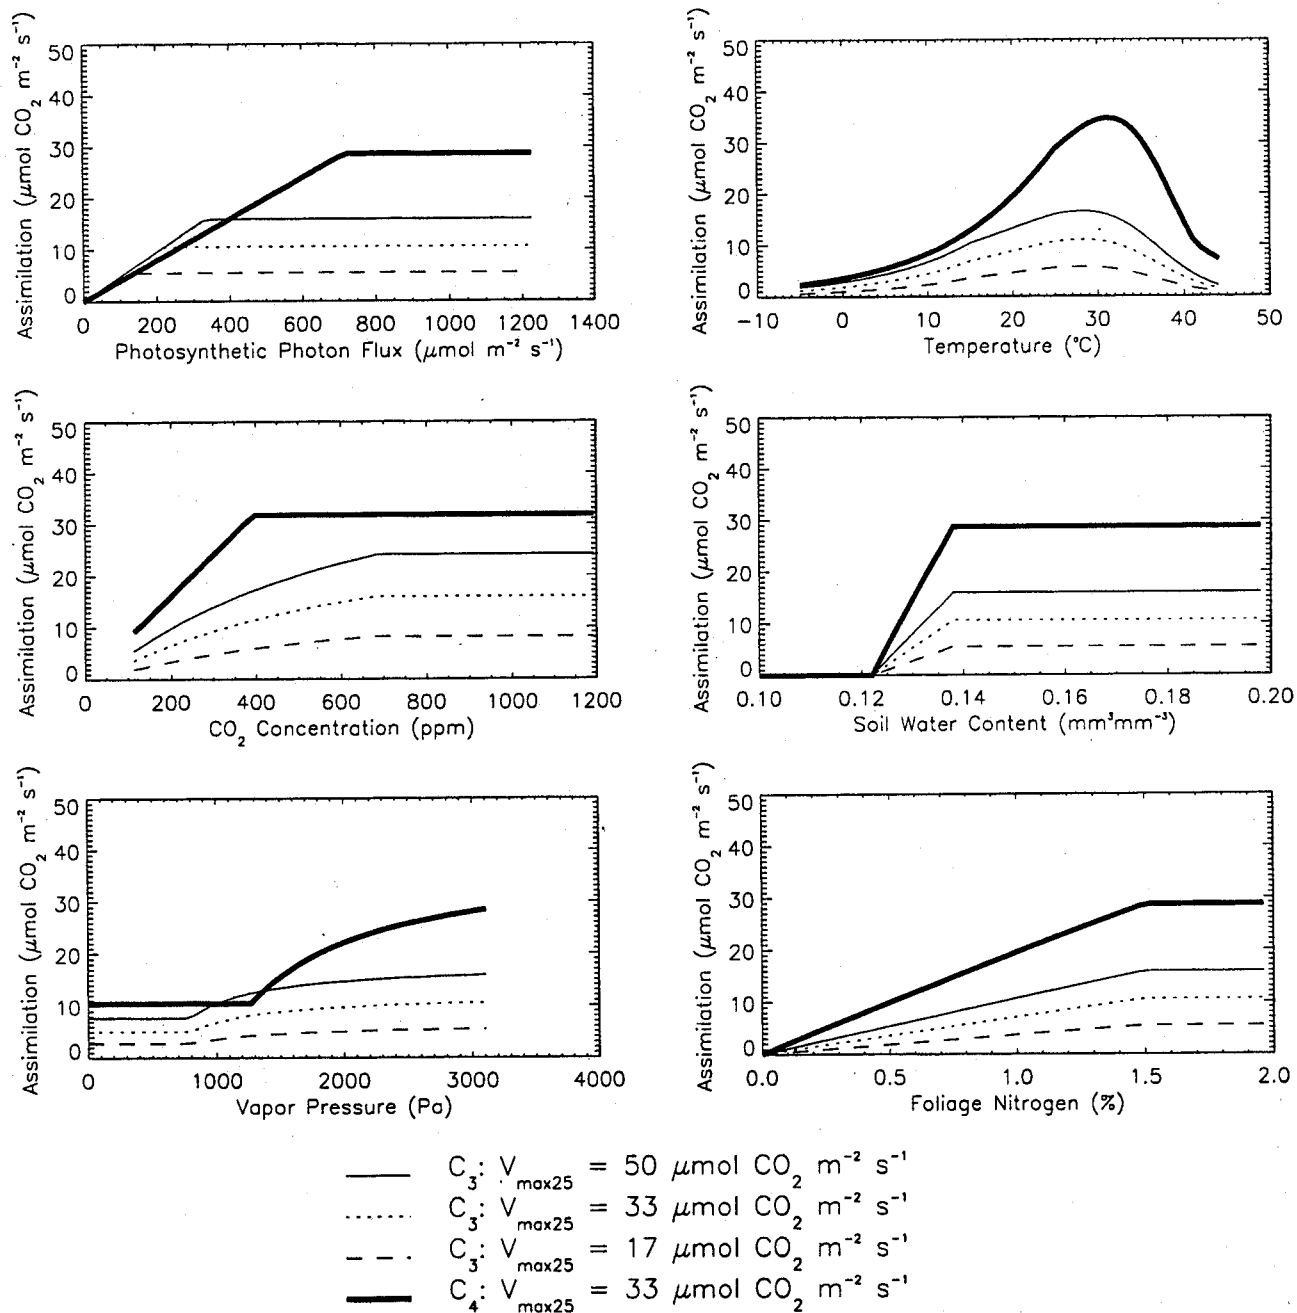 Assimilation (μmol CO₂ m⁻² s⁻¹)
50
40
30
20
10
0
0 200 400 600 800 1000 1200 1400
Photosynthetic Photon Flux (μmol m⁻² s⁻¹)
Assimilation (μmol CO₂ m⁻² s⁻¹)
50
40
30
20
10
0
−10 0 10 20 30 40 50
Temperature (°C)
Assimilation (μmol CO₂ m⁻² s⁻¹)
50
40
30
20
10
0
0 200 400 600 800 1000 1200
CO₂ Concentration (ppm)
Assimilation (μmol CO₂ m⁻² s⁻¹)
50
40
30
20
10
0
0.10 0.12 0.14 0.16 0.18 0.20
Soil Water Content (mm³mm⁻³)
Assimilation (μmol CO₂ m⁻² s⁻¹)
50
40
30
20
10
0
0 1000 2000 3000 4000
Vapor Pressure (Pa)
Assimilation (μmol CO₂ m⁻² s⁻¹)
50
40
30
20
10
0
0.0 0.5 1.0 1.5 2.0
Foliage Nitrogen (%)
C₃: Vmax25 = 50 μmol CO₂ m⁻² s⁻¹
C₃: Vmax25 = 33 μmol CO₂ m⁻² s⁻¹
C₃: Vmax25 = 17 μmol CO₂ m⁻² s⁻¹
C₄: Vmax25 = 33 μmol CO₂ m⁻² s⁻¹